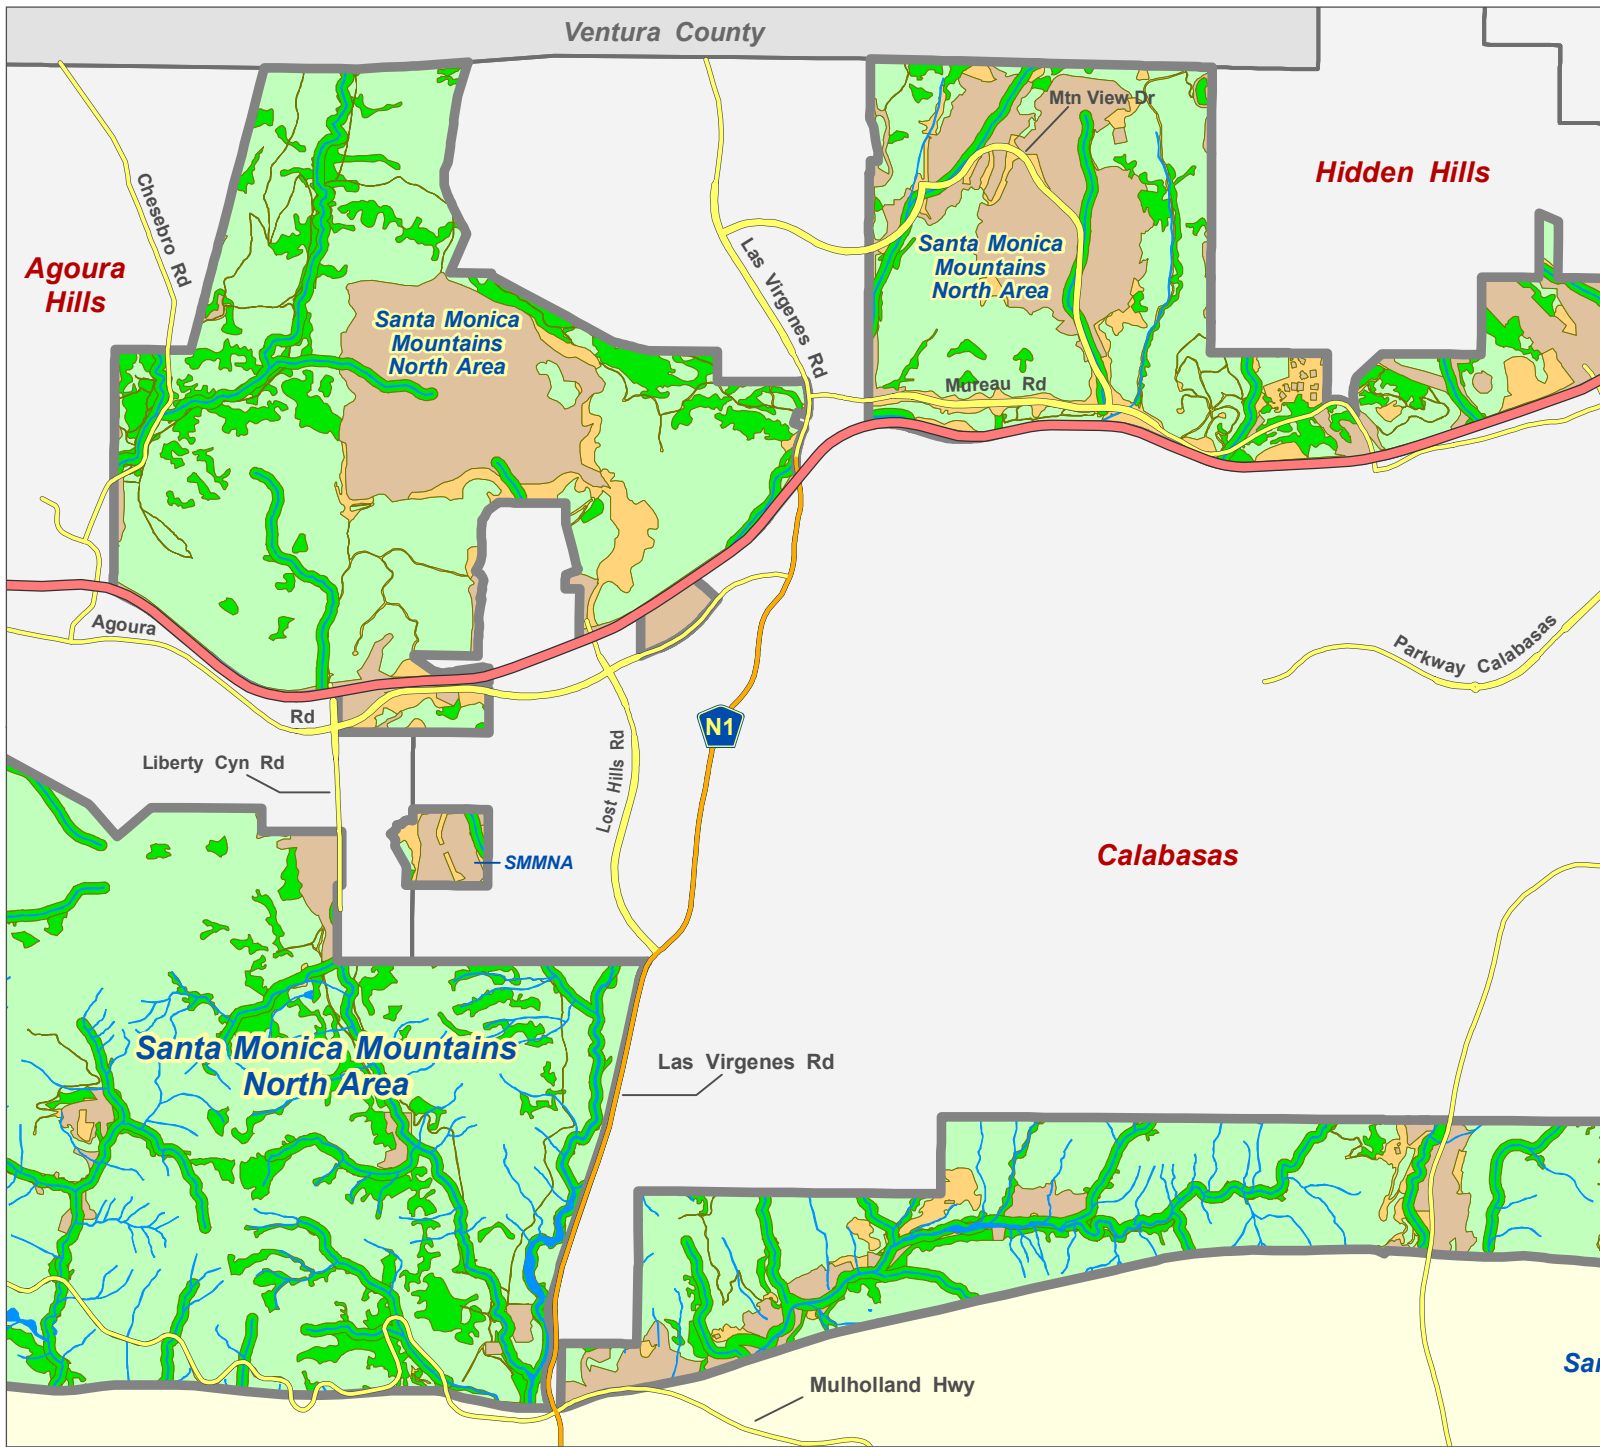 Ventura County
Mtn View Dr
Hidden Hills
Chesebro Rd
Agoura
Hills
Las Virgenes Rd
Santa Monica
Mountains
North Area
Santa Monica
Mountains
North Area
Mureau Rd
Agoura
Rd
Parkway Calabasas
N1
Liberty Cyn Rd
Lost Hills Rd
SMMNA
Calabasas
Santa Monica Mountains
North Area
Las Virgenes Rd
Mulholland Hwy